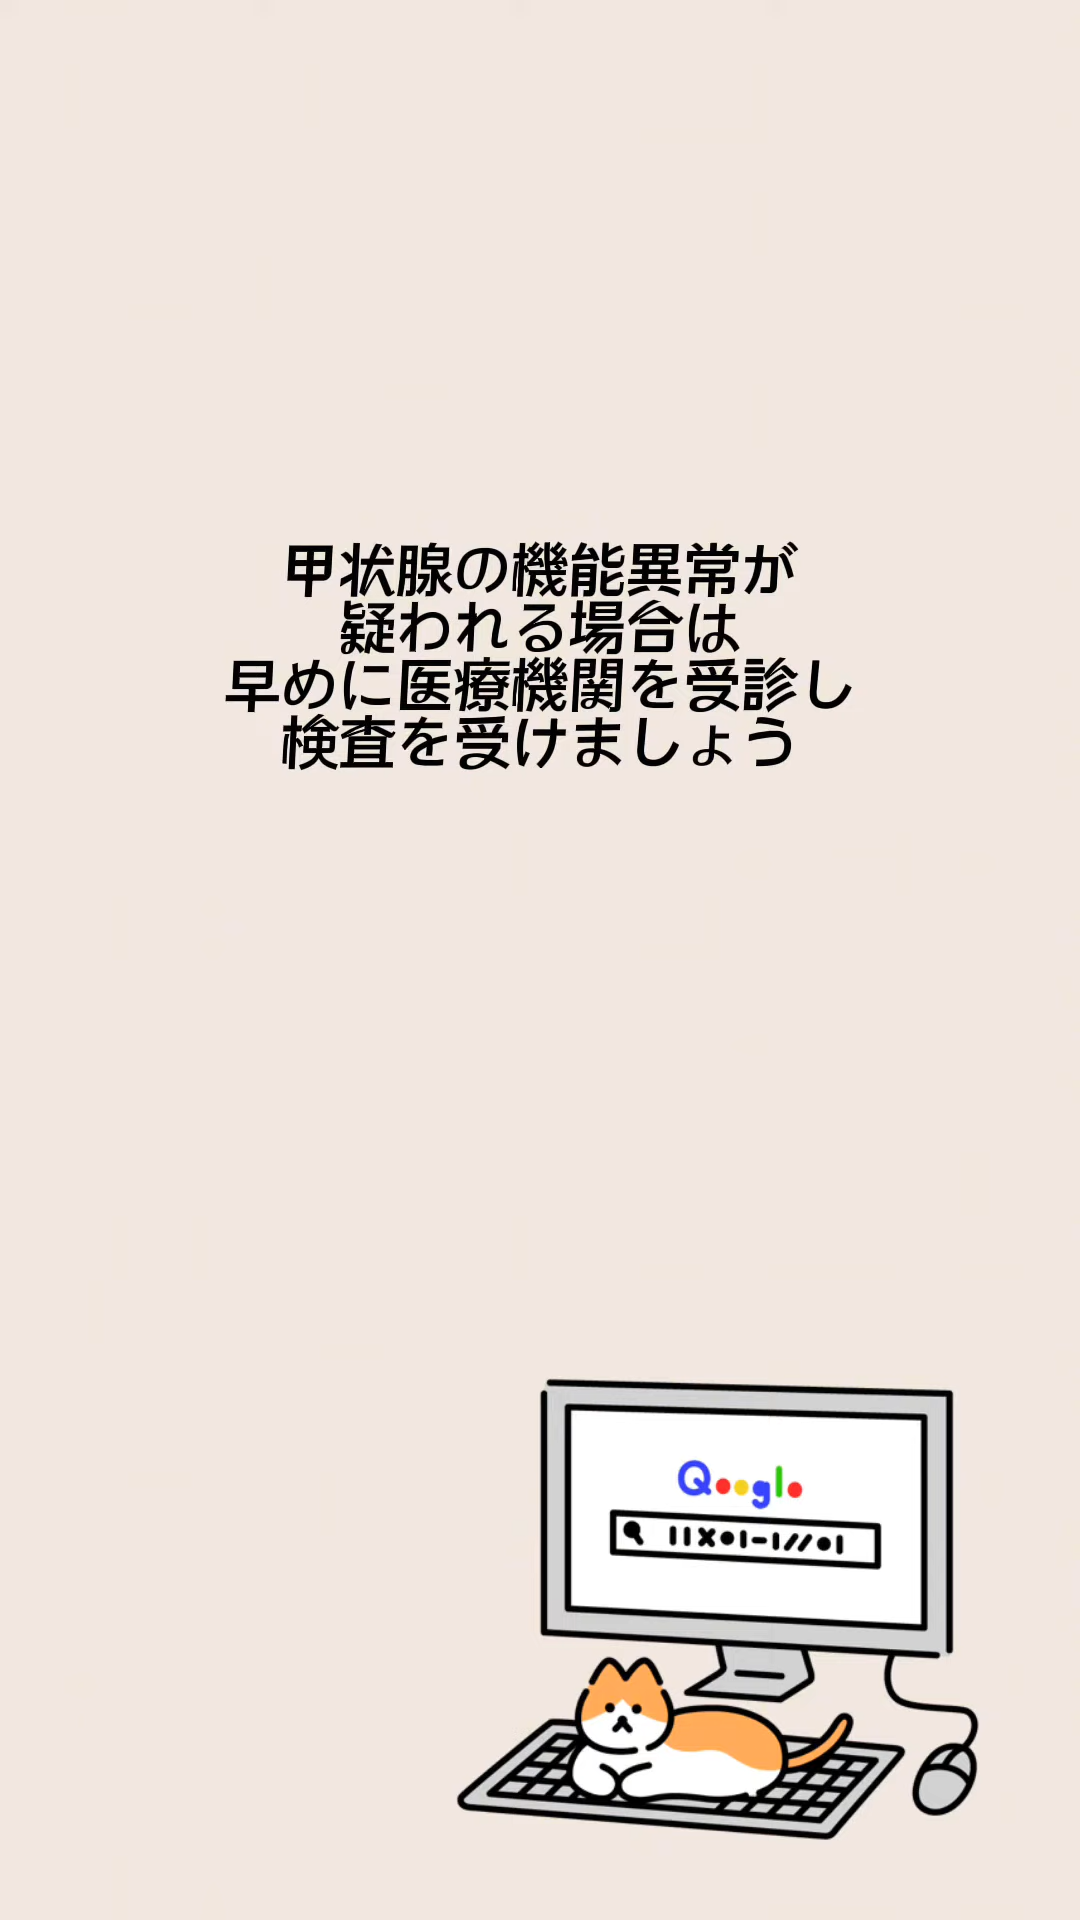 甲状腺の機能異常が
疑われる場合は
早めに医療機関を受診し
検査を受けましょう
Qooglo